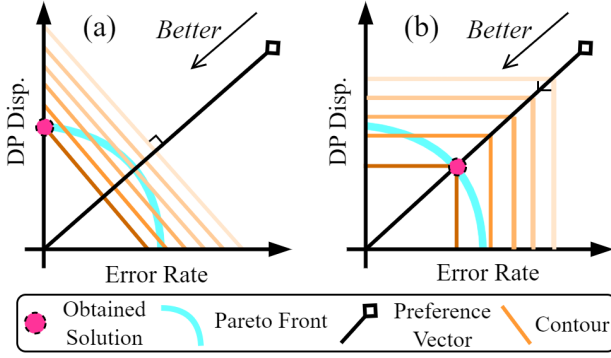 (a)
Better
DP Disp.
Error Rate
(b)
Better
DP Disp.
Error Rate
Obtained
Solution
Pareto Front
Preference
Vector
Contour